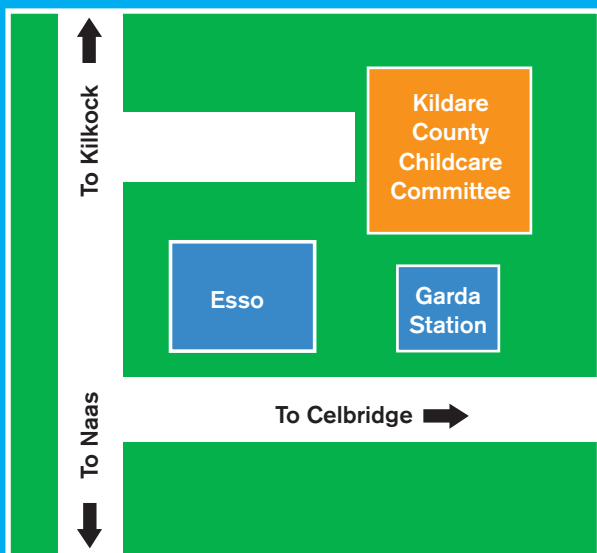 To Kilkock
Kildare
County
Childcare
Committee
Esso
Garda
Station
To Celbridge
To Naas